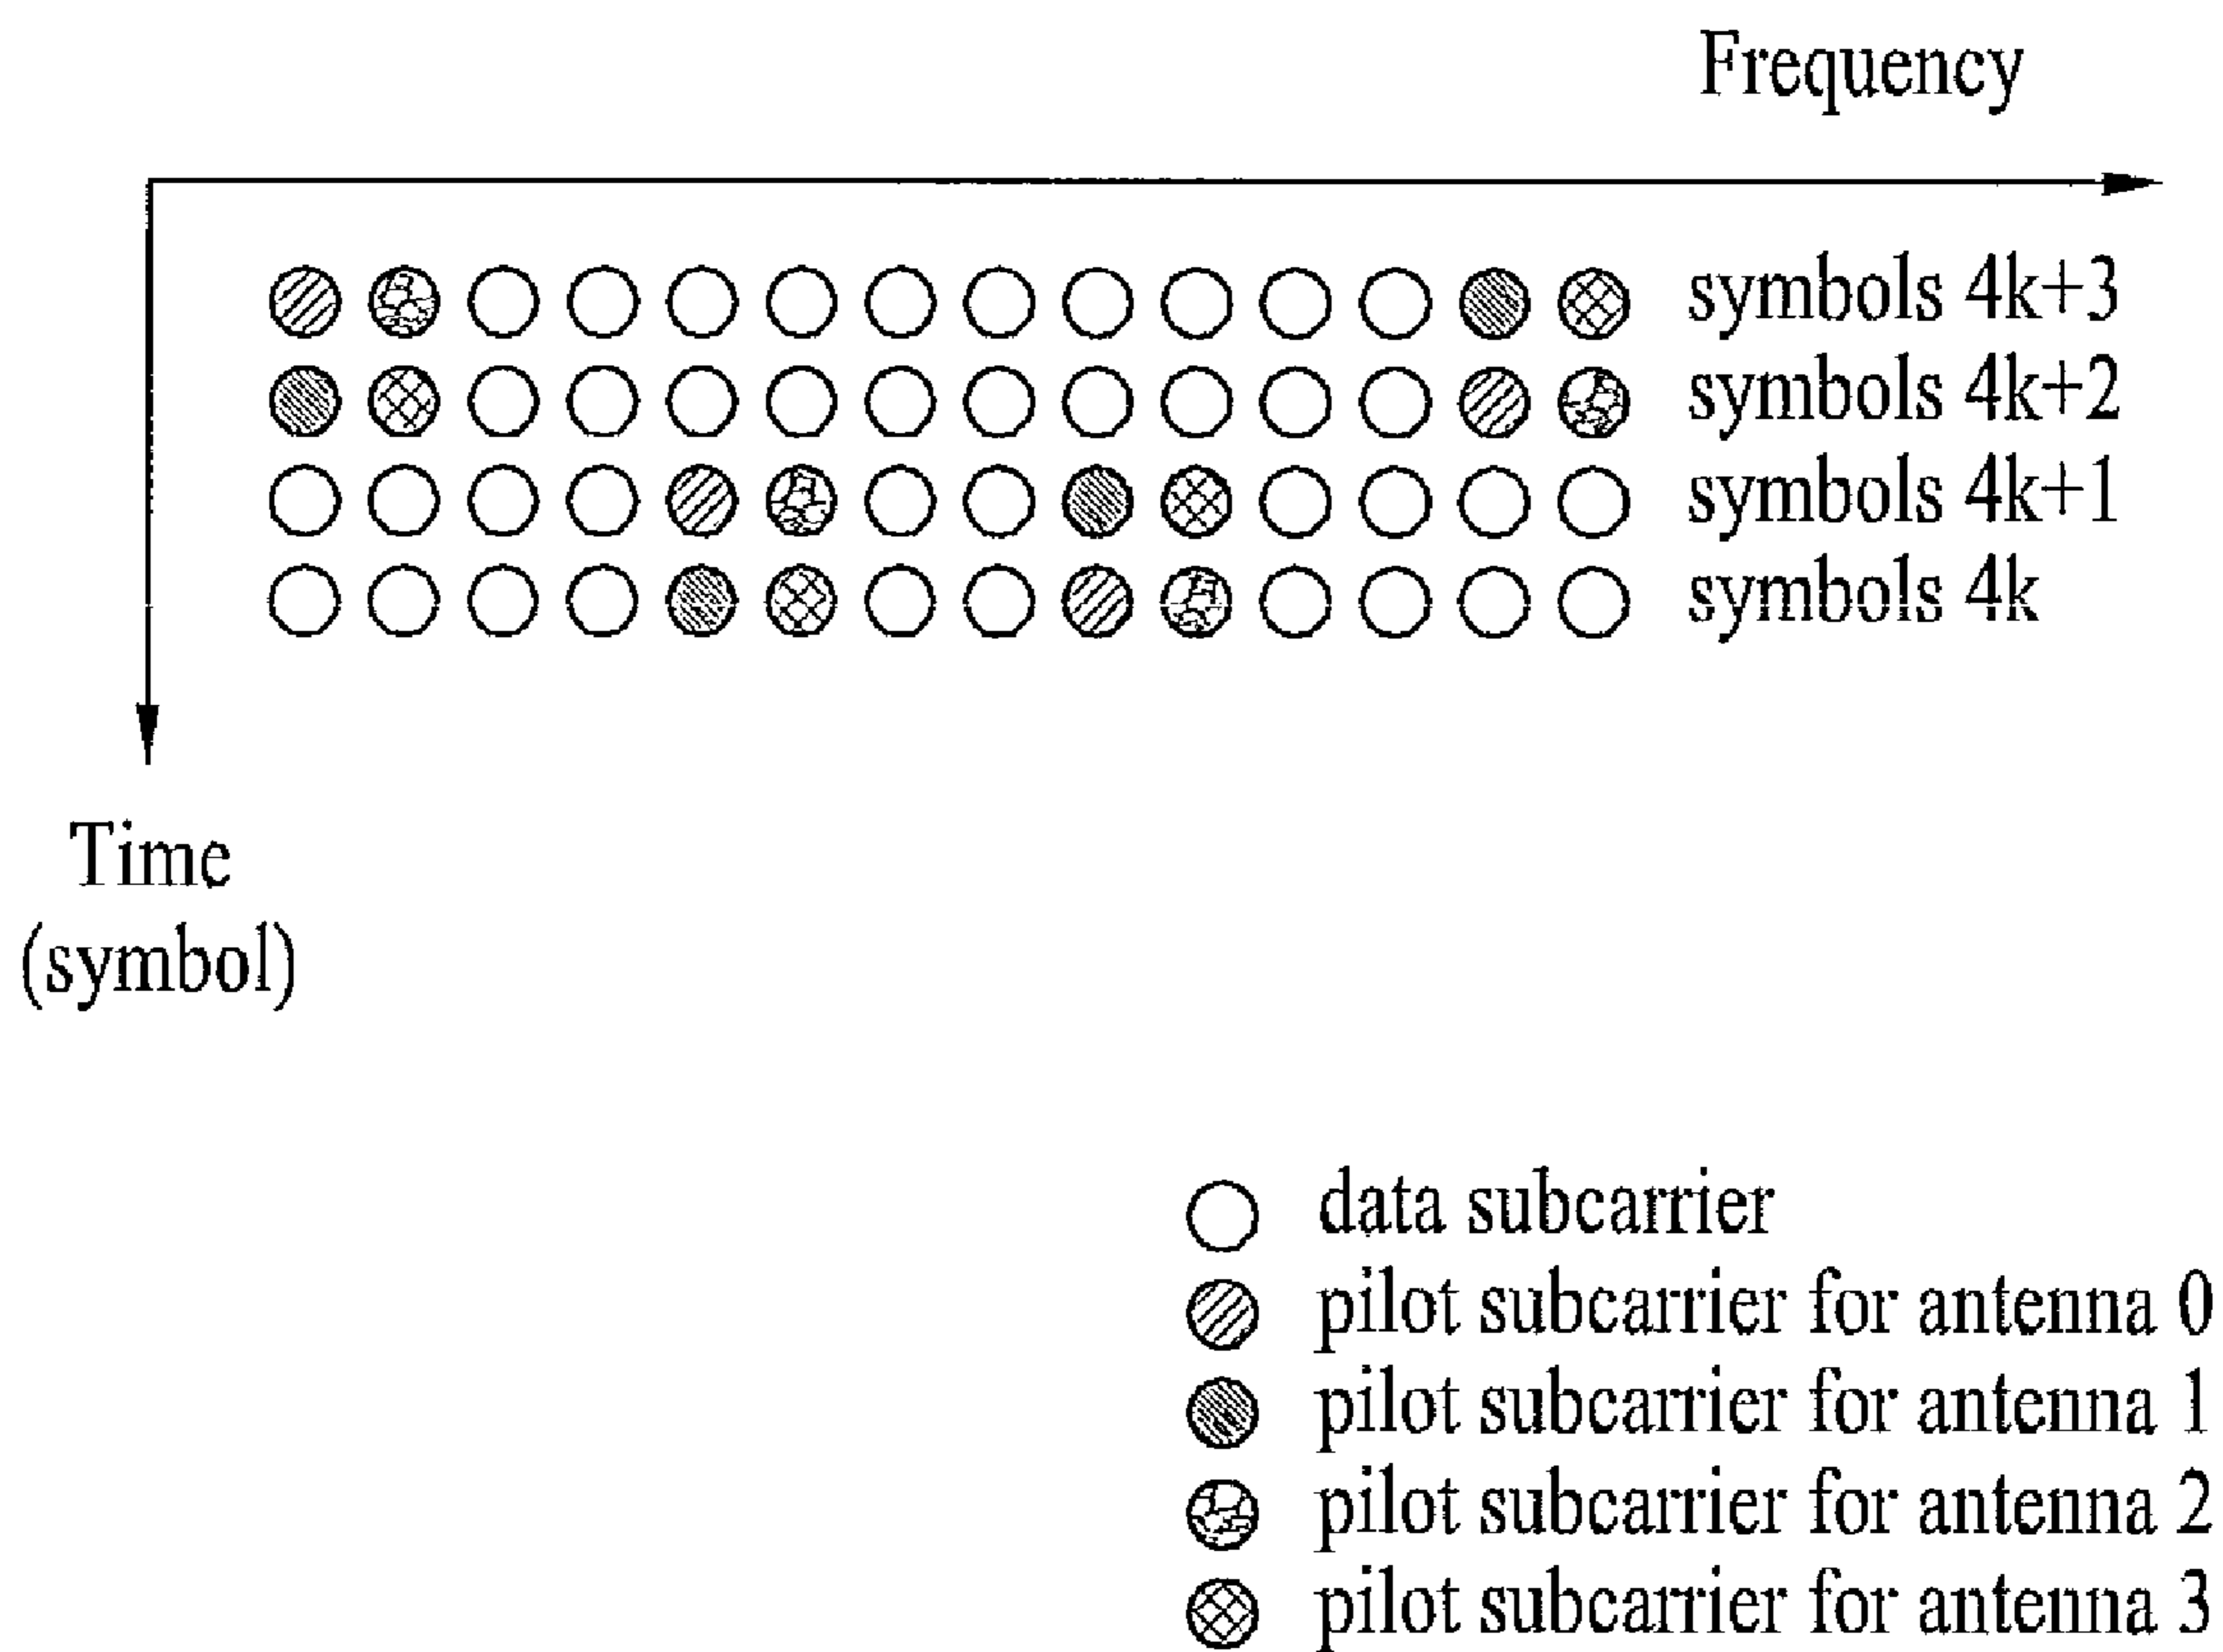 Frequency
symbols 4k+3
symbols 4k+2
symbols 4k+1
symbols 4k
Time
(symbol)
data subcarrier
pilot subcarrier for antenna 0
pilot subcarrier for antenna 1
pilot subcarrier for antenna 2
pilot subcarrier for antenna 3